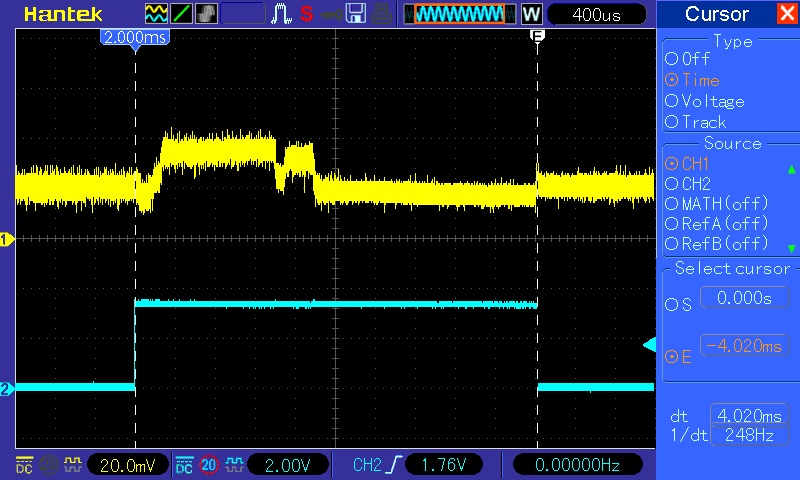 Hantek
S
W
400us
Cursor
2.000ms
E
Type
Off
Time
Voltage
Track
Source
CH1
CH2
MATH(off)
RefA(off)
RefB(off)
Select cursor
S 0.000s
E -4.020ms
dt 4.020ms
1/dt 248Hz
1
2
DC 20 20.0mV
DC 20 2.00V
CH2 1.76V
0.00000Hz